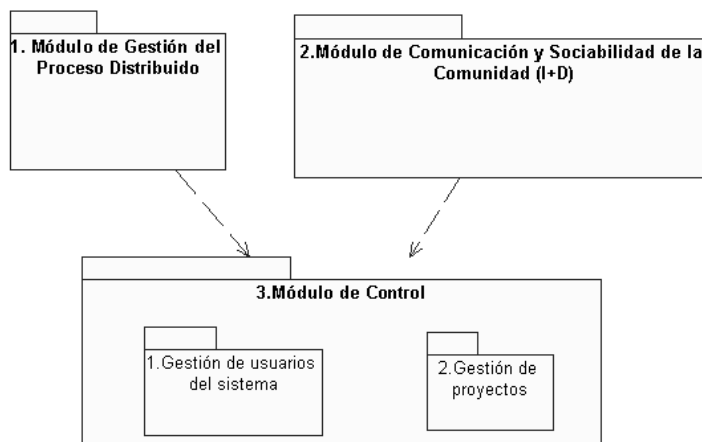 1. Módulo de Gestión del
Proceso Distribuido
2.Módulo de Comunicación y Sociabilidad de la
Comunidad (I+D)
3.Módulo de Control
1.Gestión de usuarios
del sistema
2.Gestión de
proyectos